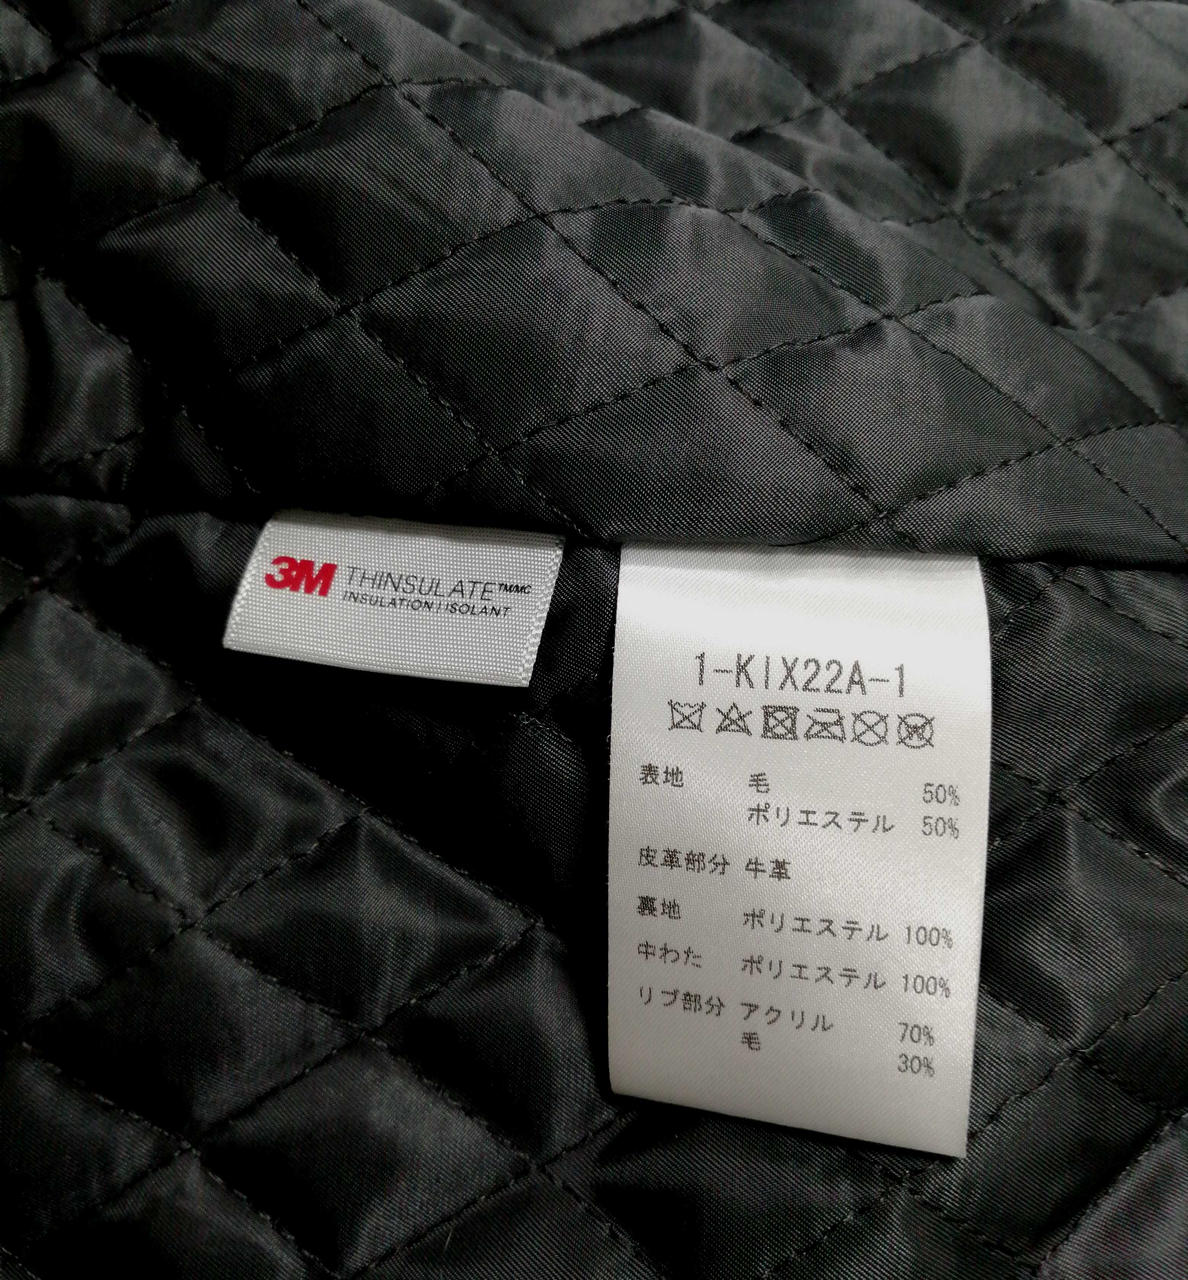 3M THINSULATE™/MC
INSULATION | ISOLANT
1-KIX22A-1
表地 毛 50%
ポリエステル 50%
皮革部分 牛革
裏地 ポリエステル 100%
中わた ポリエステル 100%
リブ部分 アクリル 70%
毛 30%